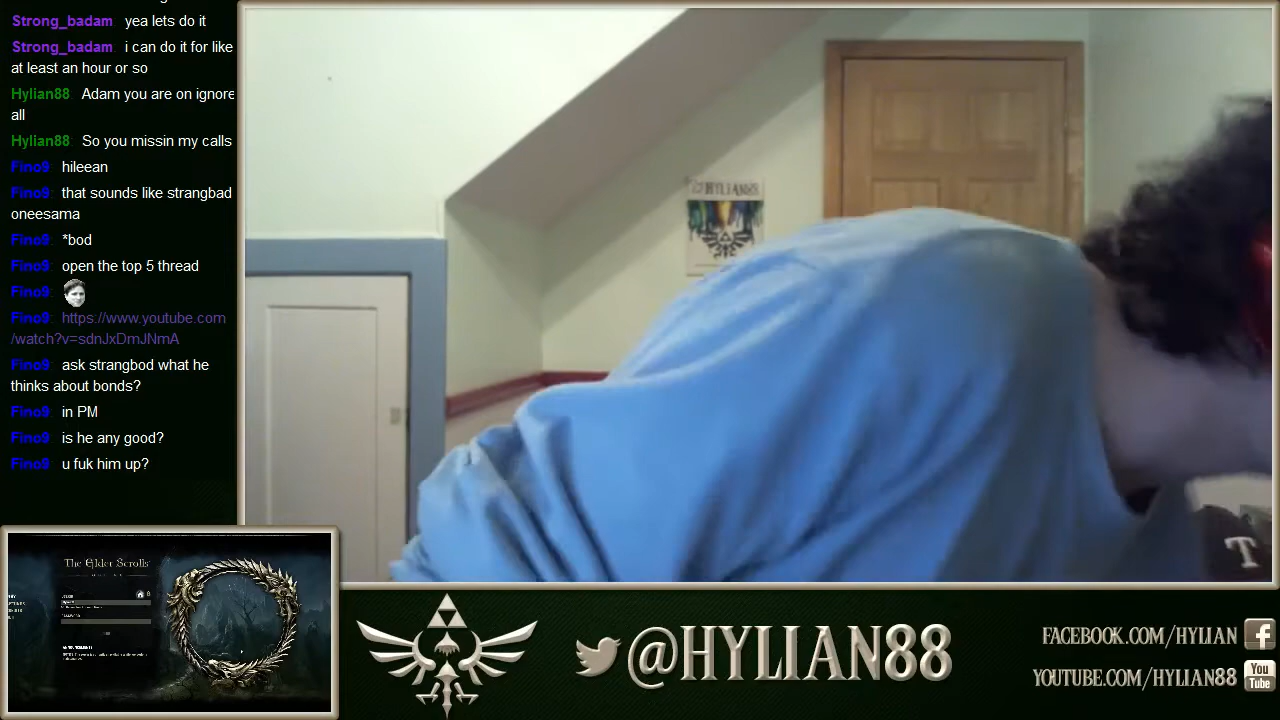 Strong_badam: yea lets do it
Strong_badam: i can do it for like
at least an hour or so
Hylian88: Adam you are on ignore
all
Hylian88: So you missin my calls
Fino9: hileean
Fino9: that sounds like strangbad
oneesama
Fino9: *bod
Fino9: open the top 5 thread
Fino9:
Fino9: https://www.youtube.com
/watch?v=sdnJxDmJNmA
Fino9: ask strangbod what he
thinks about bonds?
Fino9: in PM
Fino9: is he any good?
Fino9: u fuk him up?
HYLIAN88
T
The Elder Scrolls
@HYLIAN88
FACEBOOK.COM/HYLIAN
YOUTUBE.COM/HYLIAN88
You
Tube